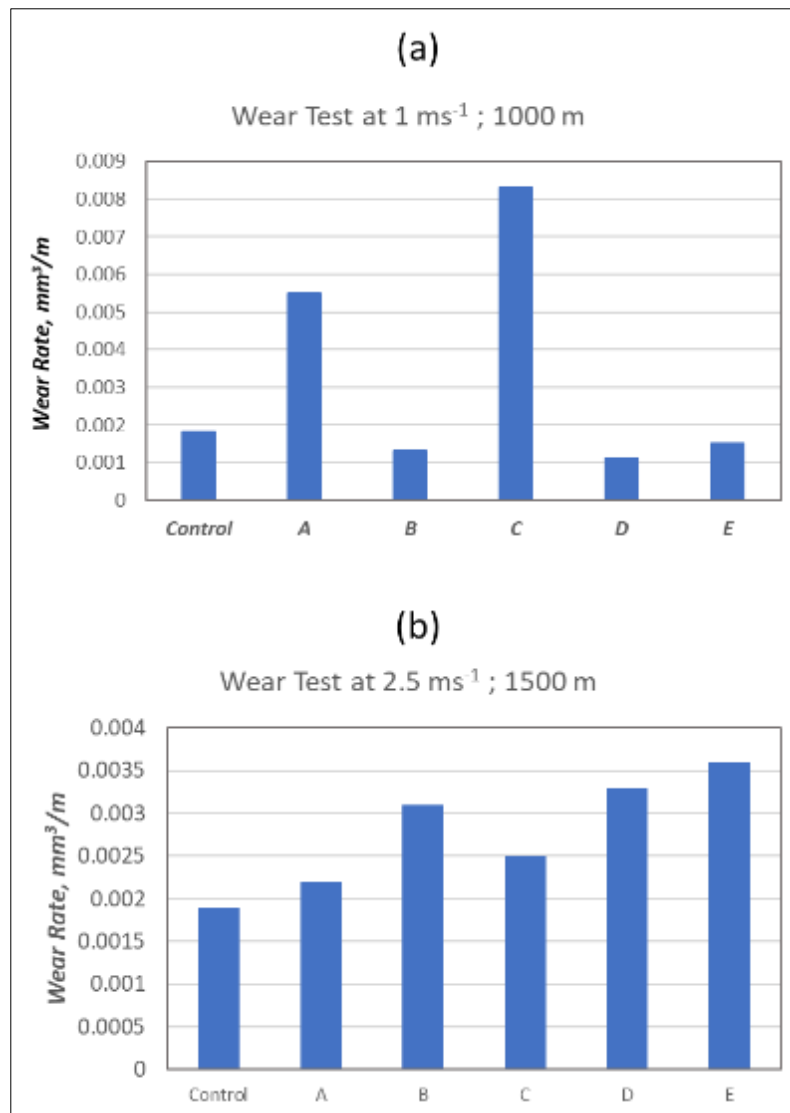 (a)
Wear Test at 1 ms⁻¹ ; 1000 m
Wear Rate, mm³/m
0.009
0.008
0.007
0.006
0.005
0.004
0.003
0.002
0.001
0
Control A B C D E
(b)
Wear Test at 2.5 ms⁻¹ ; 1500 m
Wear Rate, mm³/m
0.004
0.0035
0.003
0.0025
0.002
0.0015
0.001
0.0005
0
Control A B C D E